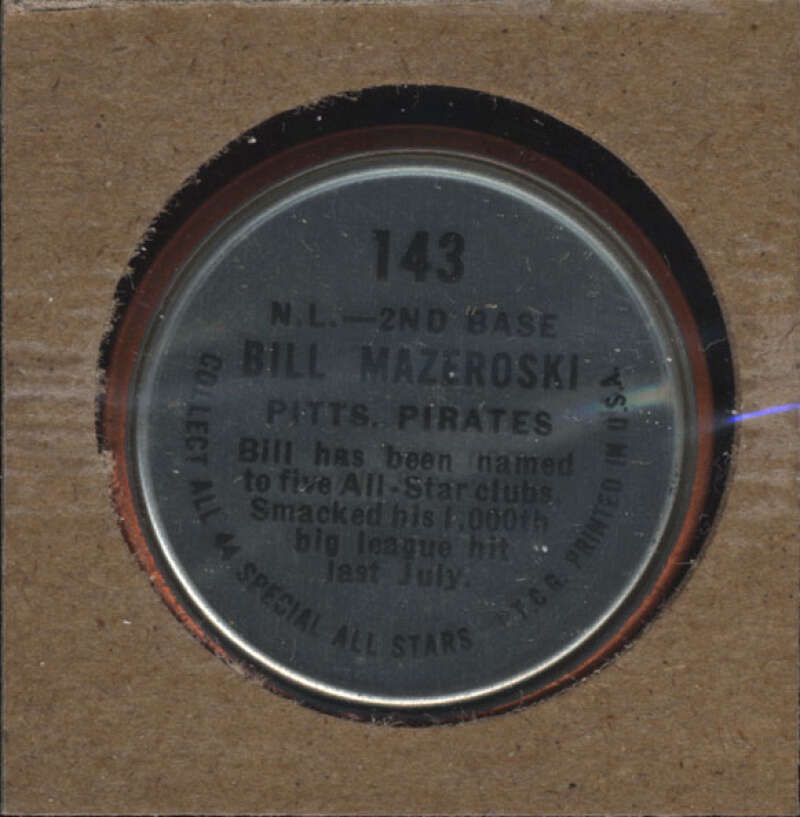 143
N.L.—2ND BASE
BILL MAZEROSKI
PITTS. PIRATES
Bill has been named
to five All-Star clubs.
Smacked his 1,000th
big league hit
last July.
COLLECT ALL 44 SPECIAL ALL STARS
T.C.G. PRINTED IN U.S.A.